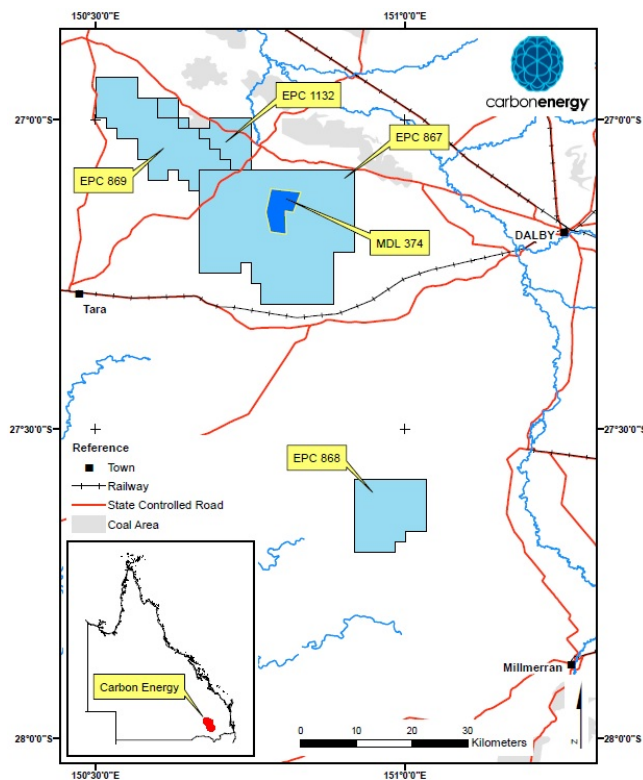 150°30'0"E
151°0'0"E
carbonenergy
27°0'0"S
27°0'0"S
EPC 1132
EPC 867
EPC 869
MDL 374
DALBY
Tara
27°30'0"S
27°30'0"S
EPC 868
Reference
Town
Railway
State Controlled Road
Coal Area
Carbon Energy
Millmerran
28°0'0"S
28°0'0"S
0 10 20 30
Kilometers
N
150°30'0"E
151°0'0"E